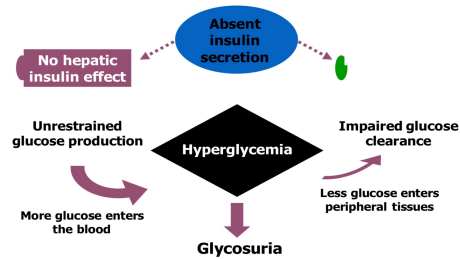 Absent
insulin
secretion
No hepatic
insulin effect
Unrestrained
glucose production
Hyperglycemia
Impaired glucose
clearance
More glucose enters
the blood
Less glucose enters
peripheral tissues
Glycosuria